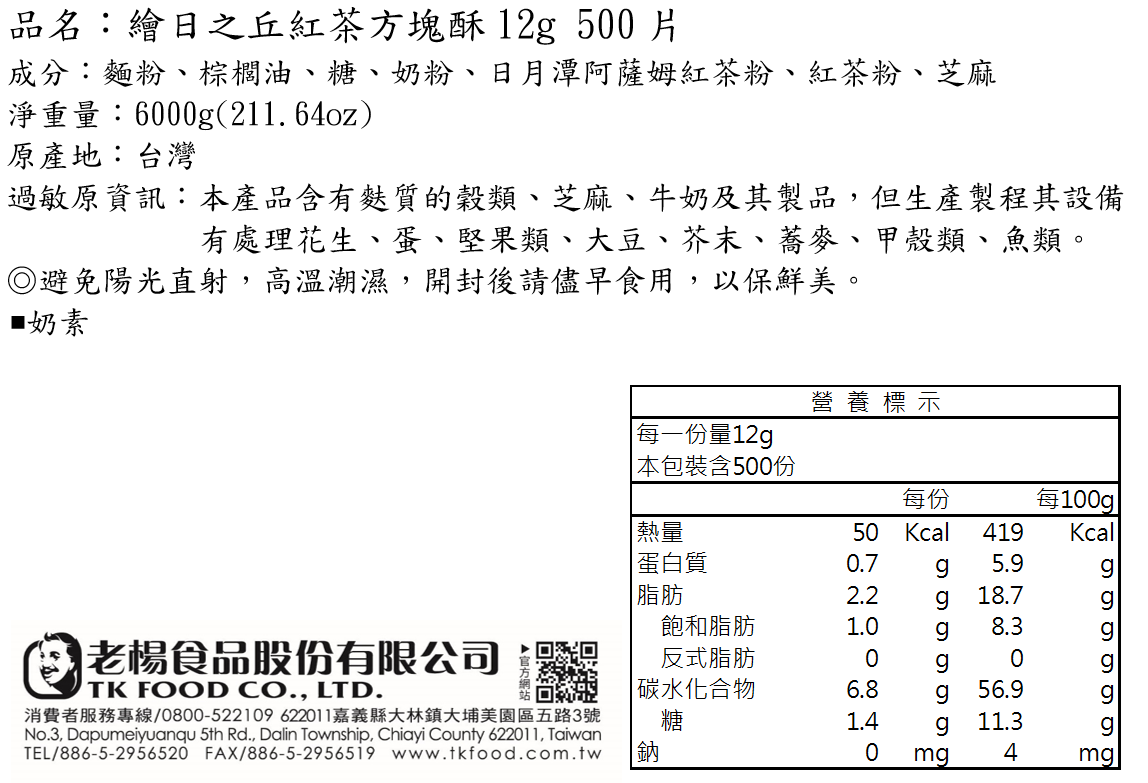 品名：繪日之丘紅茶方塊酥12g 500片
成分：麵粉、棕櫚油、糖、奶粉、日月潭阿薩姆紅茶粉、紅茶粉、芝麻
淨重量：6000g(211.64oz)
原產地：台灣
過敏原資訊：本產品含有麩質的穀類、芝麻、牛奶及其製品，但生產製程其設備
有處理花生、蛋、堅果類、大豆、芥末、蕎麥、甲殼類、魚類。
◎避免陽光直射，高溫潮濕，開封後請儘早食用，以保鮮美。
■奶素
營養標示
每一份量12g
本包裝含500份
每份 每100g
熱量 50 Kcal 419 Kcal
蛋白質 0.7 g 5.9 g
脂肪 2.2 g 18.7 g
飽和脂肪 1.0 g 8.3 g
反式脂肪 0 g 0 g
碳水化合物 6.8 g 56.9 g
糖 1.4 g 11.3 g
鈉 0 mg 4 mg
老楊食品股份有限公司
TK FOOD CO., LTD.
▶官方網站
消費者服務專線/0800-522109 622011嘉義縣大林鎮大埔美園區五路3號
No.3, Dapumeiyuanqu 5th Rd., Dalin Township, Chiayi County 622011, Taiwan
TEL/886-5-2956520 FAX/886-5-2956519 www.tkfood.com.tw